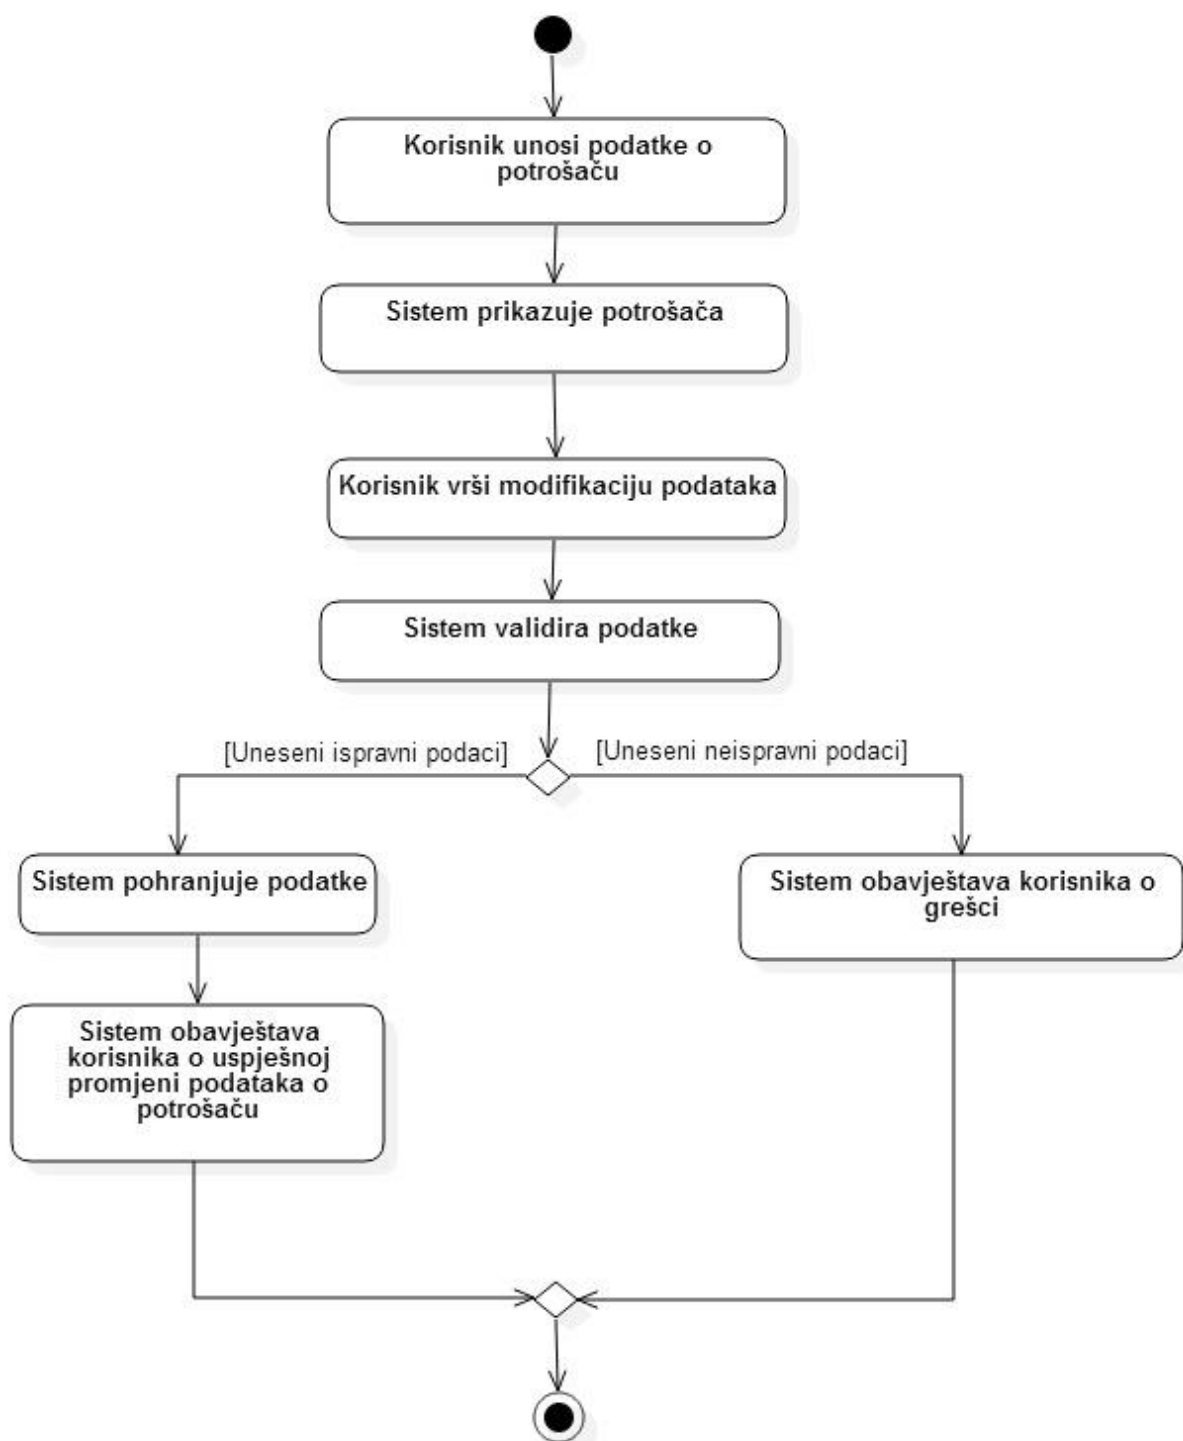 Korisnik unosi podatke o
potrošaču
Sistem prikazuje potrošača
Korisnik vrši modifikaciju podataka
Sistem validira podatke
[Uneseni ispravni podaci]
[Uneseni neispravni podaci]
Sistem pohranjuje podatke
Sistem obavještava korisnika o
grešci
Sistem obavještava
korisnika o uspješnoj
promjeni podataka o
potrošaču